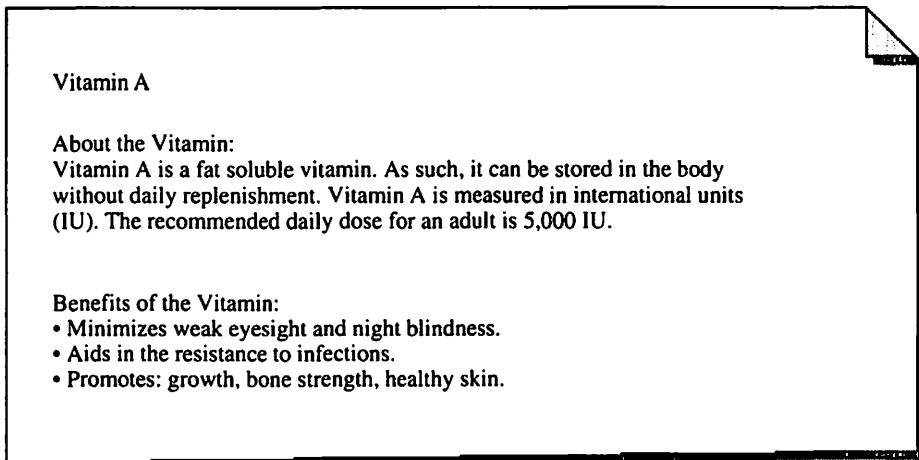 Vitamin A
About the Vitamin:
Vitamin A is a fat soluble vitamin. As such, it can be stored in the body
without daily replenishment. Vitamin A is measured in international units
(IU). The recommended daily dose for an adult is 5,000 IU.
Benefits of the Vitamin:
• Minimizes weak eyesight and night blindness.
• Aids in the resistance to infections.
• Promotes: growth, bone strength, healthy skin.